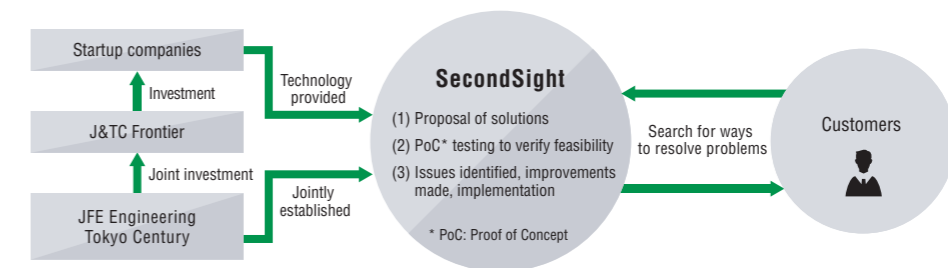 Startup companies
Investment
J&TC Frontier
Joint investment
JFE Engineering
Tokyo Century
Technology
provided
Jointly
established
SecondSight
(1) Proposal of solutions
(2) PoC* testing to verify feasibility
(3) Issues identified, improvements
made, implementation
* PoC: Proof of Concept
Search for ways
to resolve problems
Customers